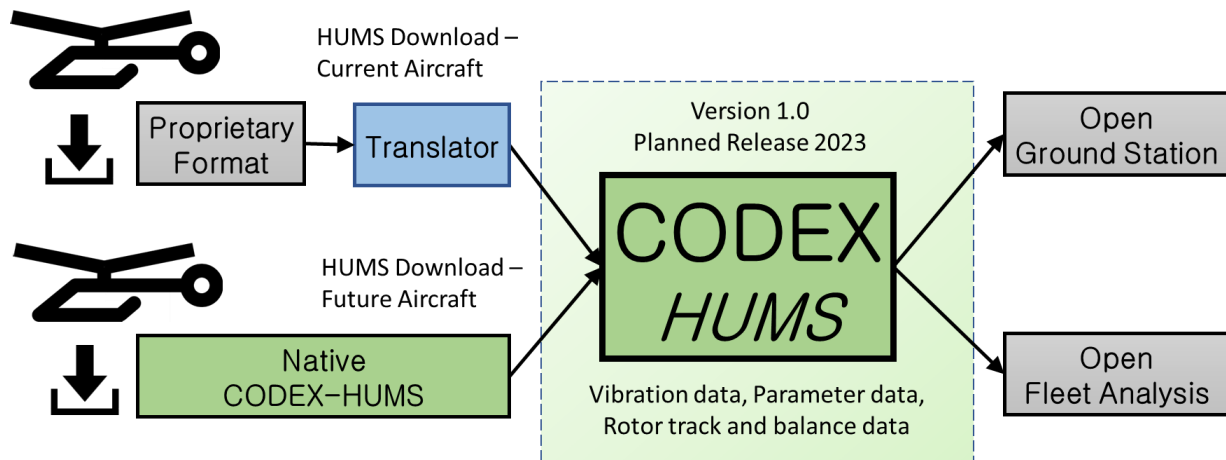 HUMS Download –
Current Aircraft
Proprietary
Format
Translator
HUMS Download –
Future Aircraft
Native
CODEX-HUMS
Version 1.0
Planned Release 2023
CODEX
HUMS
Vibration data, Parameter data,
Rotor track and balance data
Open
Ground Station
Open
Fleet Analysis